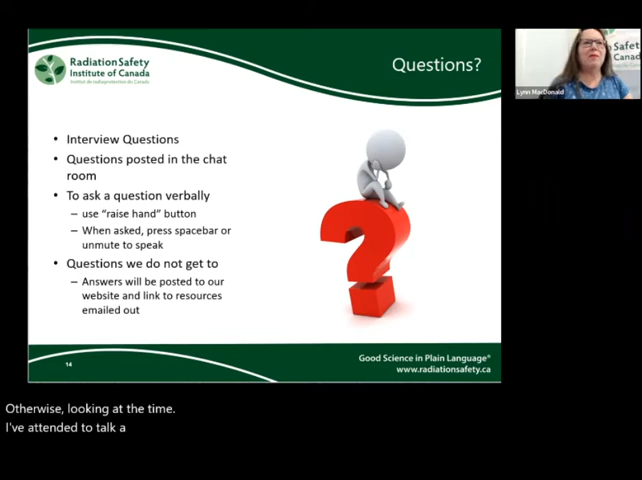 Radiation Safety
Institute of Canada
Institut de radioprotection du Canada
Questions?
Safet
Canad
Lynn MacDonald
• Interview Questions
• Questions posted in the chat
room
• To ask a question verbally
– use "raise hand" button
– When asked, press spacebar or
unmute to speak
• Questions we do not get to
– Answers will be posted to our
website and link to resources
emailed out
14
Good Science in Plain Language®
www.radiationsafety.ca
Otherwise, looking at the time.
I've attended to talk a